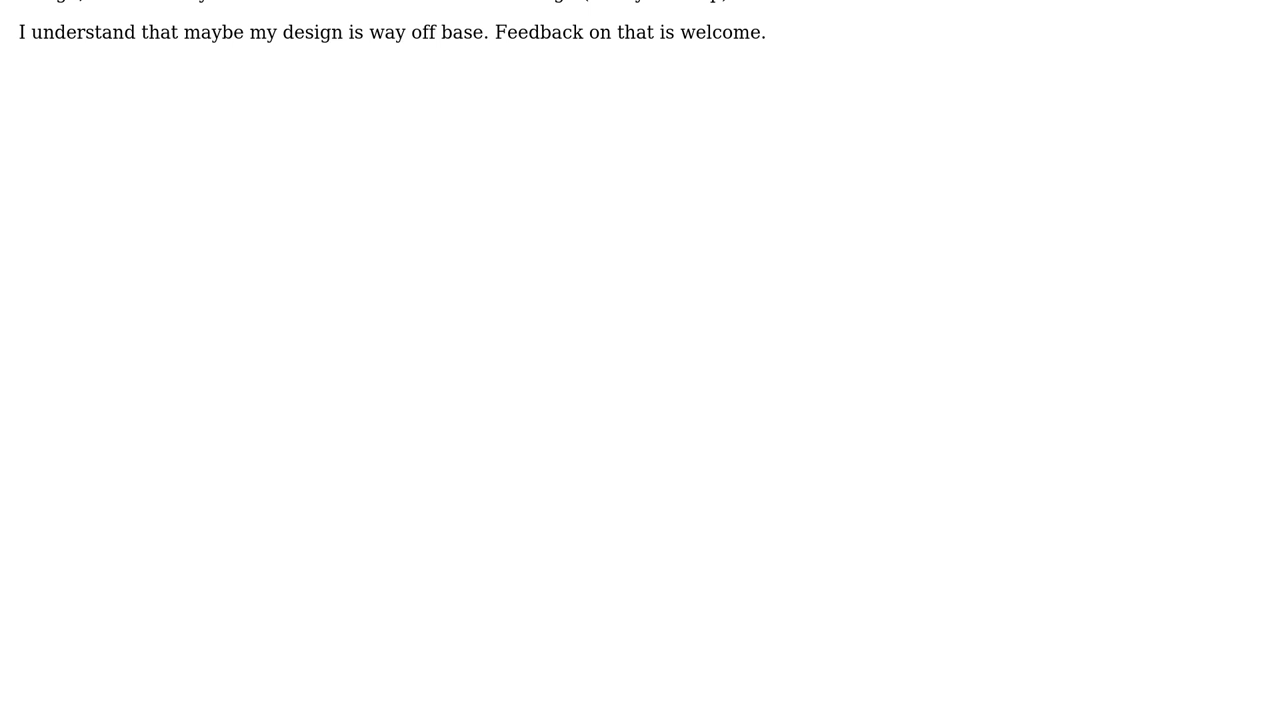 I understand that maybe my design is way off base. Feedback on that is welcome.